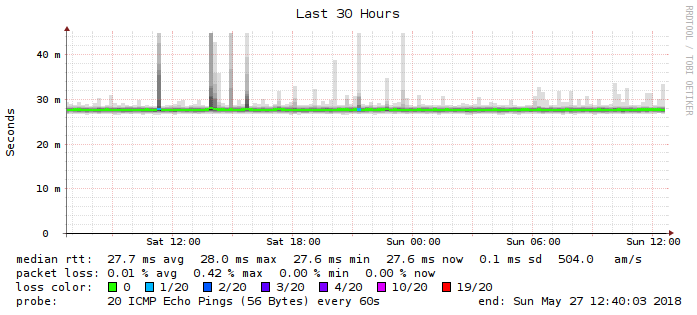 Last 30 Hours
RRDTOOL / TOBI OETIKER
Seconds
40 m
30 m
20 m
10 m
0
Sat 12:00 Sat 18:00 Sun 00:00 Sun 06:00 Sun 12:00
median rtt: 27.7 ms avg 28.0 ms max 27.6 ms min 27.6 ms now 0.1 ms sd 504.0 am/s
packet loss: 0.01 % avg 0.42 % max 0.00 % min 0.00 % now
loss color: 0 1/20 2/20 3/20 4/20 10/20 19/20
probe: 20 ICMP Echo Pings (56 Bytes) every 60s end: Sun May 27 12:40:03 2018